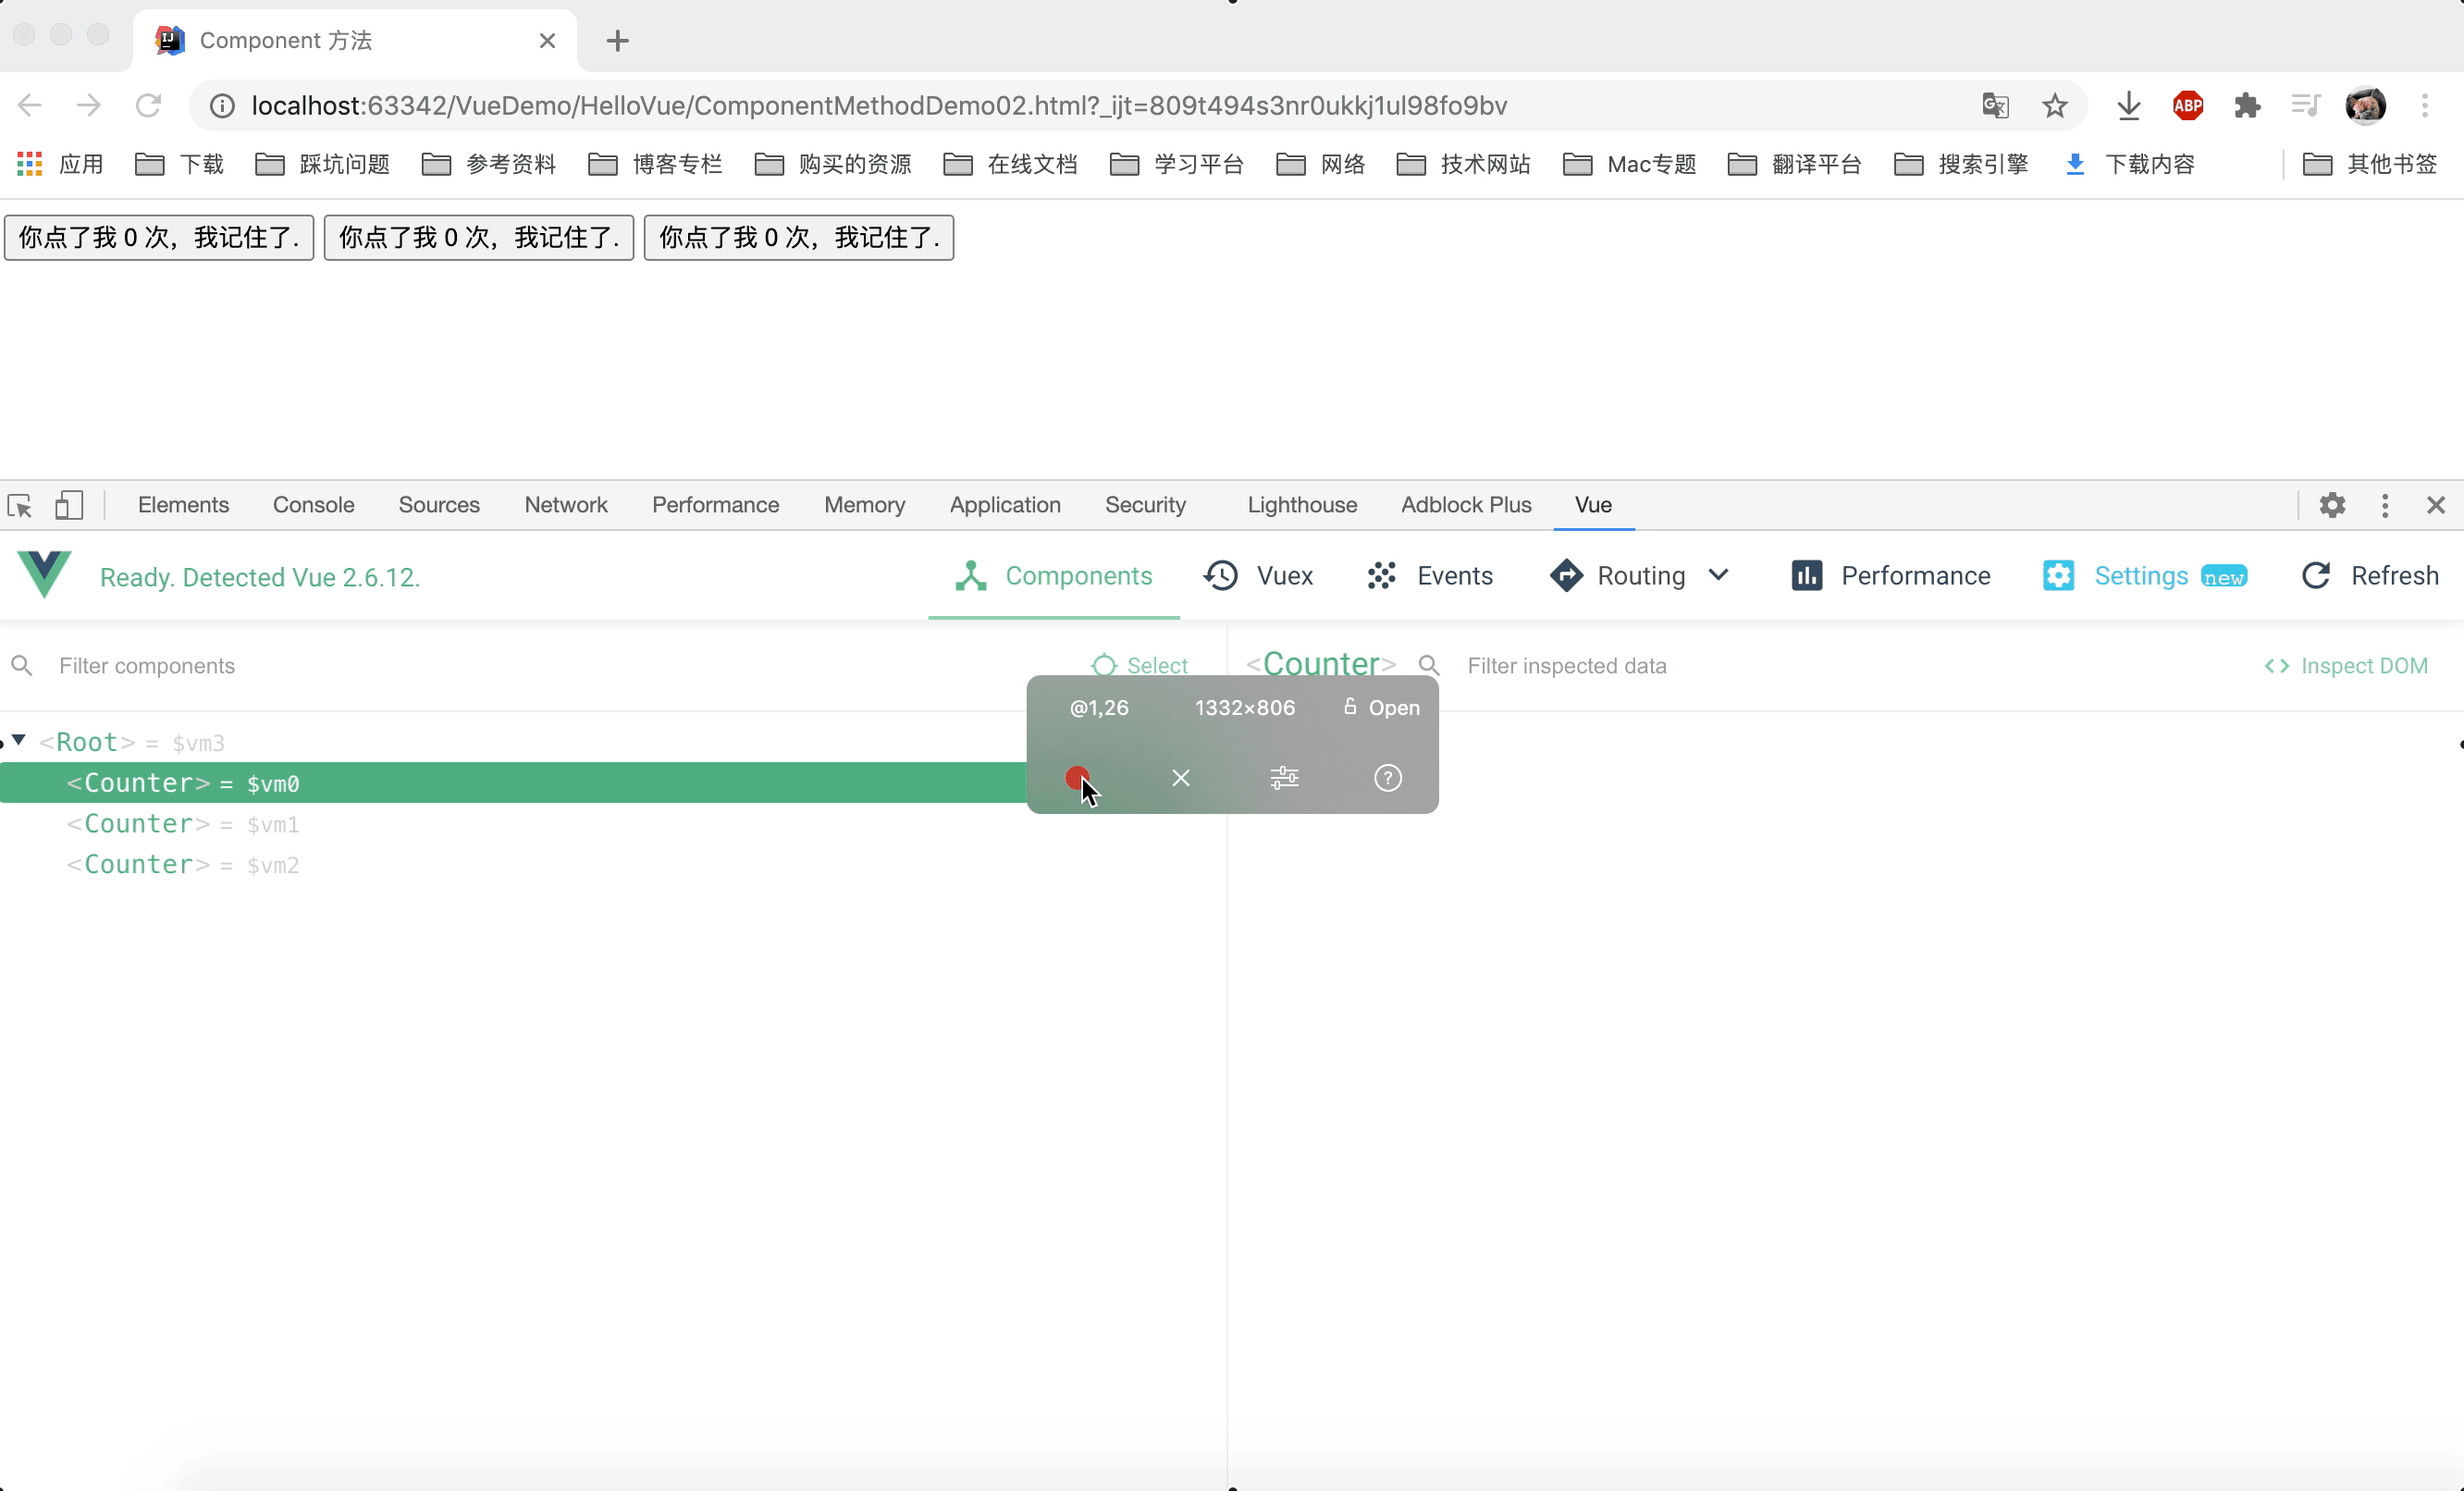 Component 方法
localhost:63342/VueDemo/HelloVue/ComponentMethodDemo02.html?_ijt=809t494s3nr0ukkj1ul98fo9bv ABP
应用 下载 踩坑问题 参考资料 博客专栏 购买的资源 在线文档 学习平台 网络 技术网站 Mac专题 翻译平台 搜索引擎 下载内容 其他书签
你点了我 0 次，我记住了. 你点了我 0 次，我记住了. 你点了我 0 次，我记住了.
Elements Console Sources Network Performance Memory Application Security Lighthouse Adblock Plus Vue
Ready. Detected Vue 2.6.12. Components Vuex Events Routing Performance Settings new Refresh
Filter components Select <Counter> Filter inspected data <> Inspect DOM
@1,26 1332×806 Open
<Root> = $vm3
<Counter> = $vm0
<Counter> = $vm1
<Counter> = $vm2